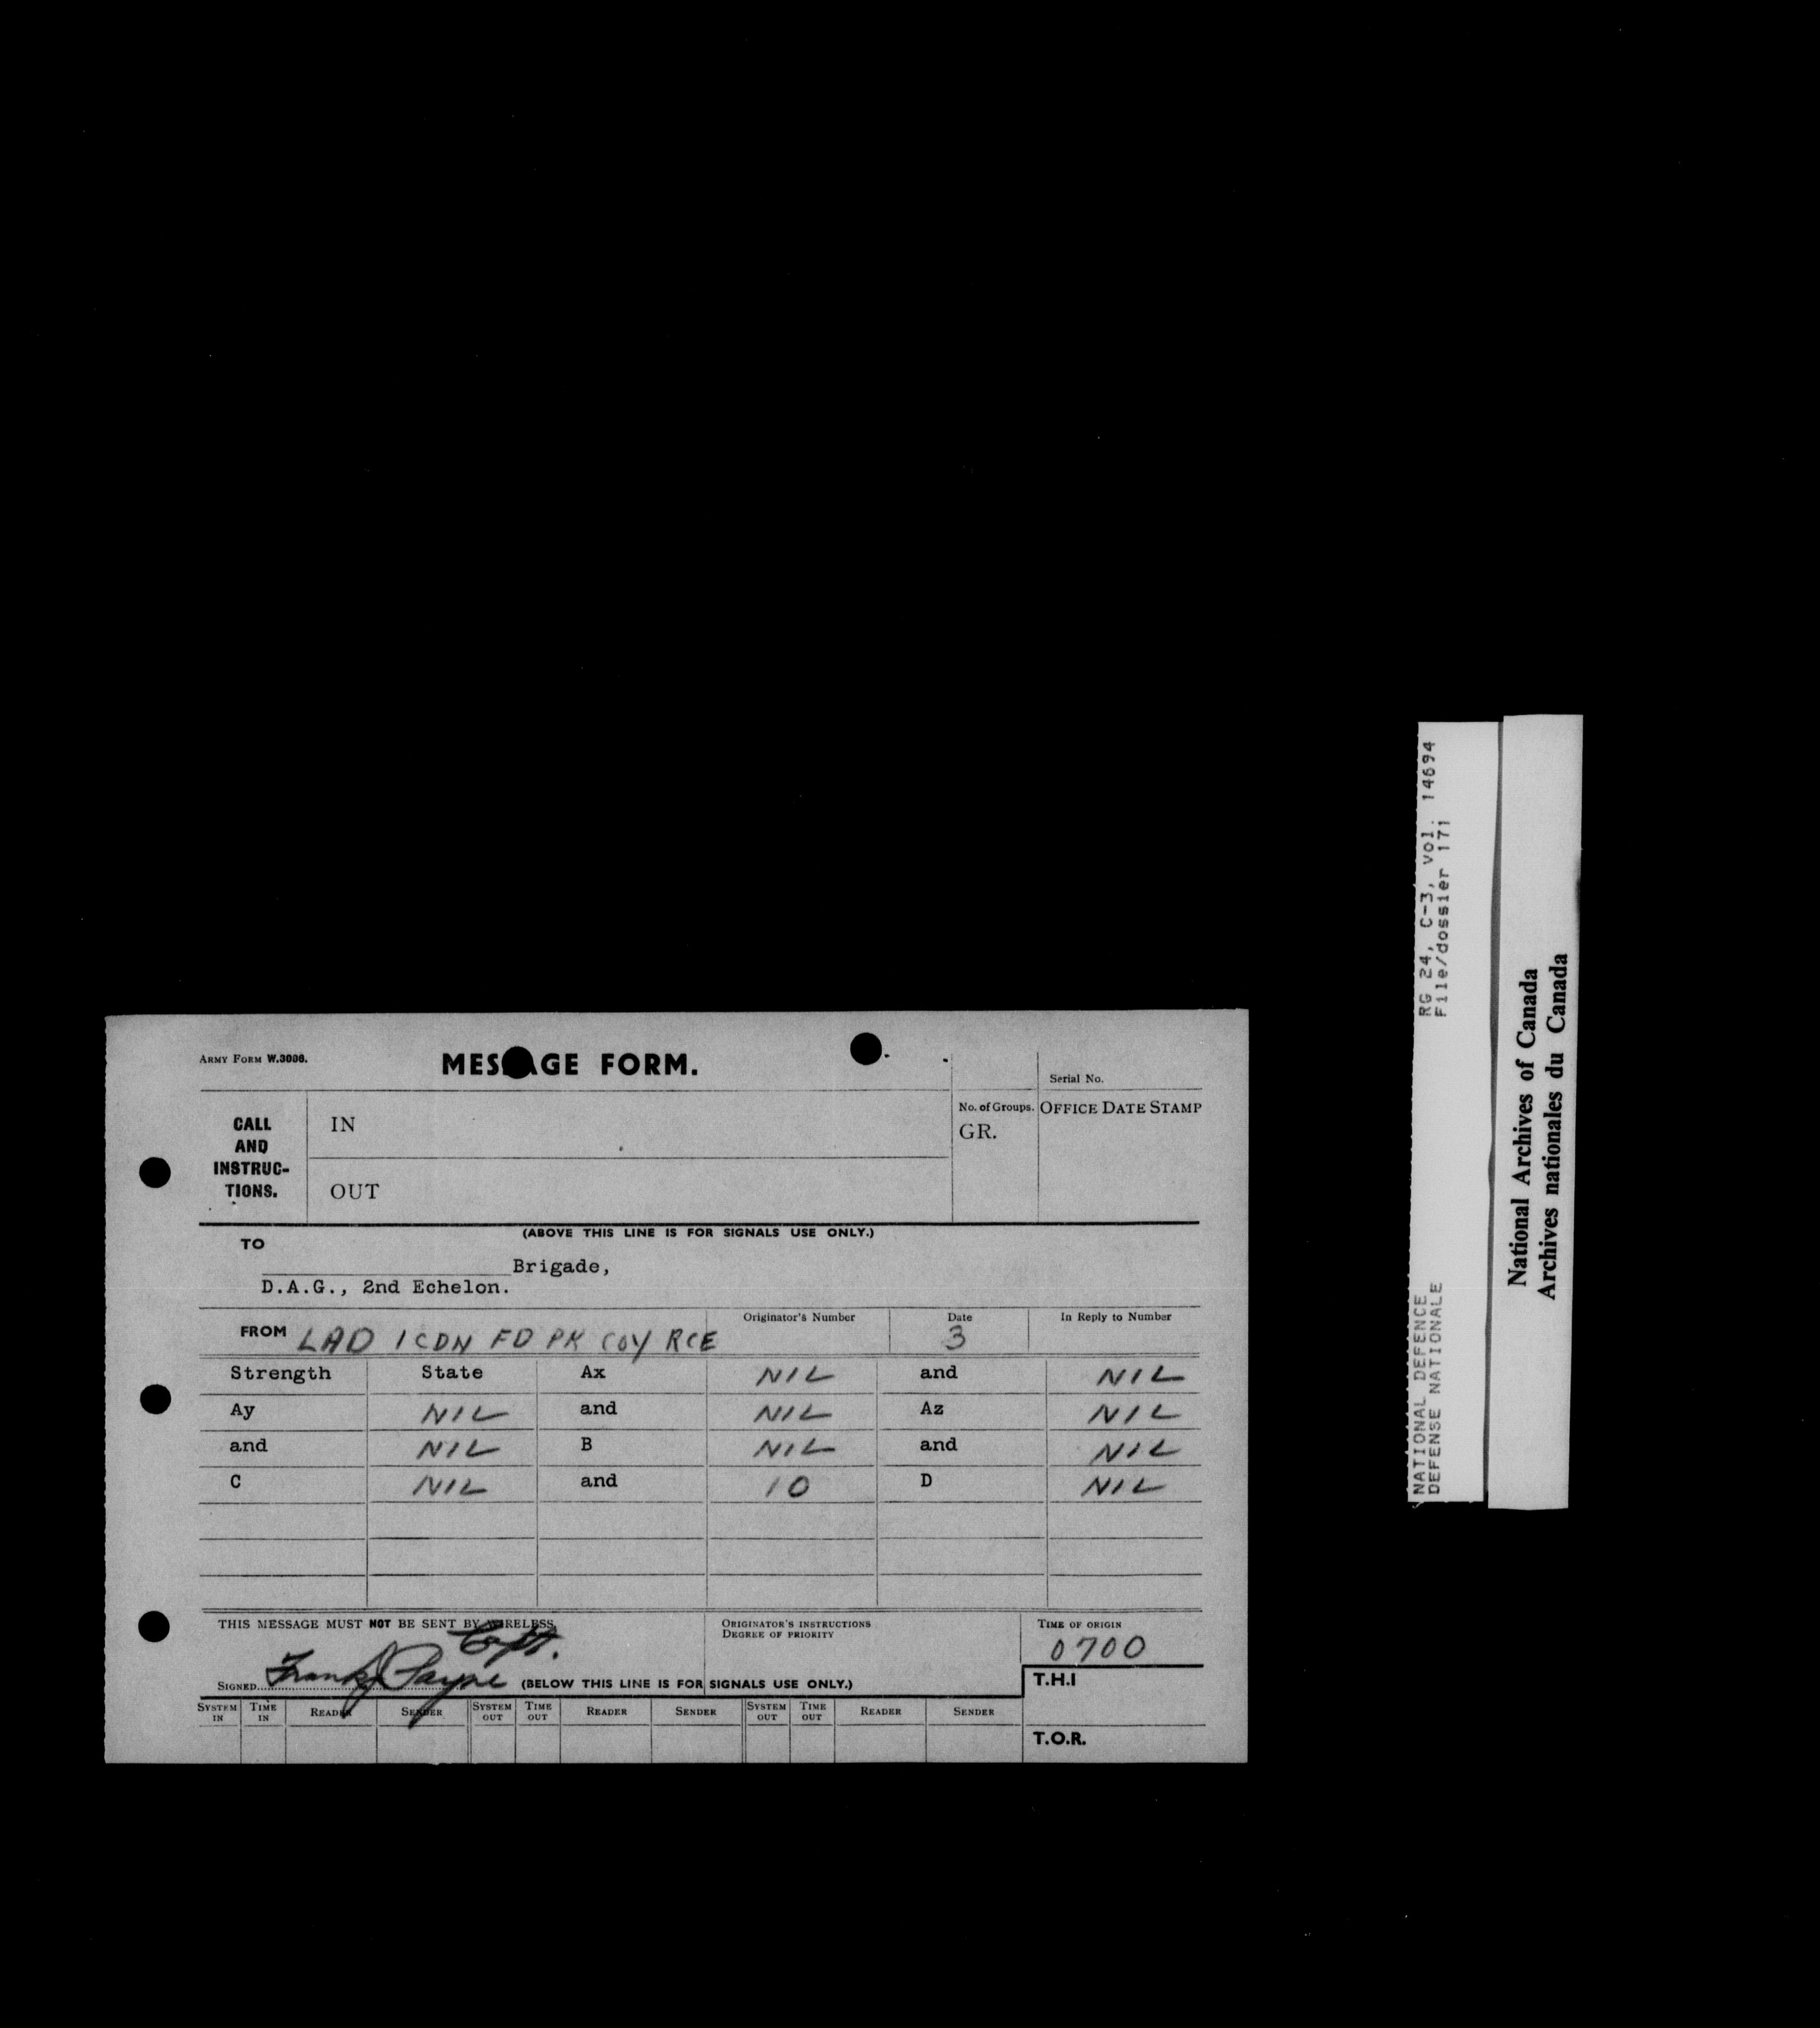 ARMY FORM W.3000.
MESSAGE FORM.
Serial No.
CALL AND INSTRUC-TIONS.
IN
No. of Groups.
GR.
OFFICE DATE STAMP
OUT
(ABOVE THIS LINE IS FOR SIGNALS USE ONLY.)
TO
Brigade,
D.A.G., 2nd Echelon.
FROM LAD 1 CDN FD PK COY RCE
Originator's Number
Date
3
In Reply to Number
Strength State Ax NIL and NIL
Ay NIL and NIL Az NIL
and NIL B NIL and NIL
C NIL and 10 D NIL
THIS MESSAGE MUST NOT BE SENT BY WIRELESS
ORIGINATOR'S INSTRUCTIONS
DEGREE OF PRIORITY
TIME OF ORIGIN
0700
Capt.
SIGNED Frank J Payne
(BELOW THIS LINE IS FOR SIGNALS USE ONLY.)
T.H.I
SYSTEM IN TIME IN READER SENDER SYSTEM OUT TIME OUT READER SENDER SYSTEM OUT TIME OUT READER SENDER
T.O.R.
NATIONAL DEFENCE RG 24, C-3, Vol. 14694
DEFENSE NATIONALE File/dossier 171
National Archives of Canada
Archives nationales du Canada